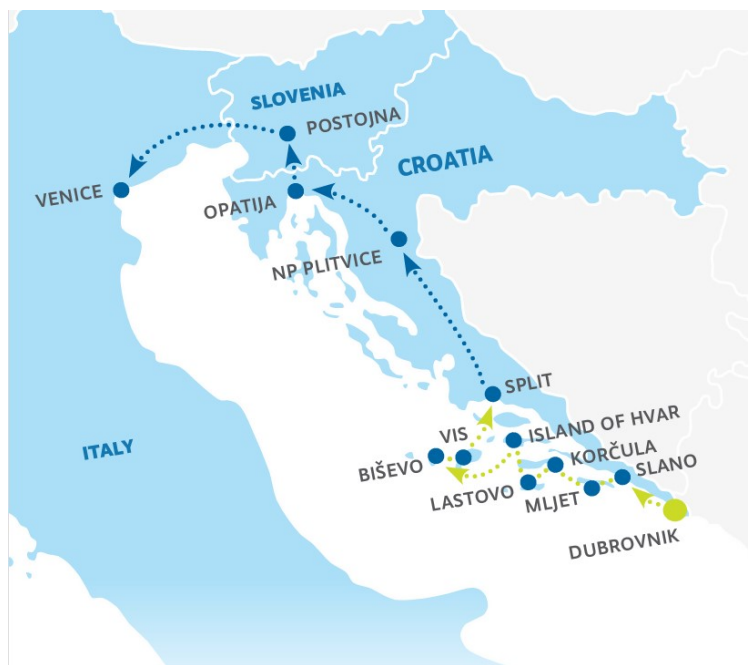 SLOVENIA
POSTOJNA
CROATIA
VENICE
OPATIJA
NP PLITVICE
SPLIT
ISLAND OF HVAR
VIS
KORČULA
ITALY
BIŠEVO
SLANO
LASTOVO
MLJET
DUBROVNIK